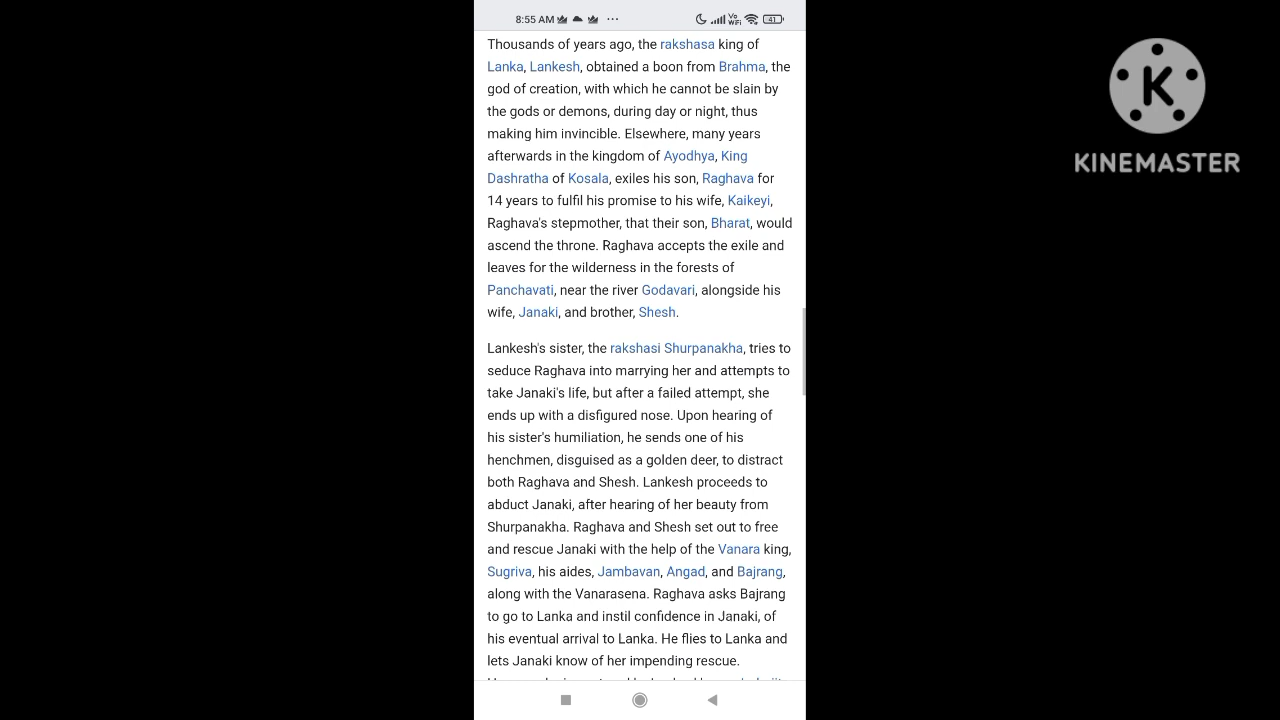 8:55 AM
Vo WiFi
41
Thousands of years ago, the rakshasa king of
Lanka, Lankesh, obtained a boon from Brahma, the
god of creation, with which he cannot be slain by
the gods or demons, during day or night, thus
making him invincible. Elsewhere, many years
afterwards in the kingdom of Ayodhya, King
Dashratha of Kosala, exiles his son, Raghava for
14 years to fulfil his promise to his wife, Kaikeyi,
Raghava's stepmother, that their son, Bharat, would
ascend the throne. Raghava accepts the exile and
leaves for the wilderness in the forests of
Panchavati, near the river Godavari, alongside his
wife, Janaki, and brother, Shesh.
Lankesh's sister, the rakshasi Shurpanakha, tries to
seduce Raghava into marrying her and attempts to
take Janaki's life, but after a failed attempt, she
ends up with a disfigured nose. Upon hearing of
his sister's humiliation, he sends one of his
henchmen, disguised as a golden deer, to distract
both Raghava and Shesh. Lankesh proceeds to
abduct Janaki, after hearing of her beauty from
Shurpanakha. Raghava and Shesh set out to free
and rescue Janaki with the help of the Vanara king,
Sugriva, his aides, Jambavan, Angad, and Bajrang,
along with the Vanarasena. Raghava asks Bajrang
to go to Lanka and instil confidence in Janaki, of
his eventual arrival to Lanka. He flies to Lanka and
lets Janaki know of her impending rescue.
K
KINEMASTER